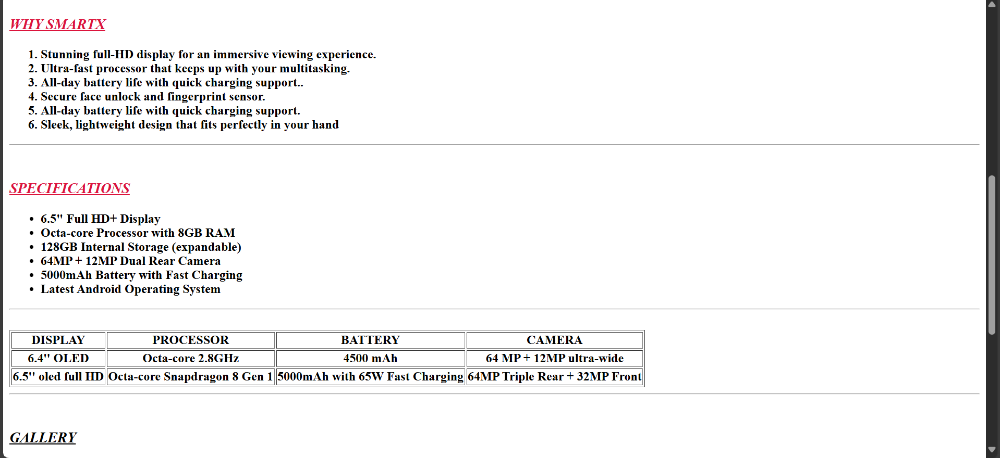 WHY SMARTX
1. Stunning full-HD display for an immersive viewing experience.
2. Ultra-fast processor that keeps up with your multitasking.
3. All-day battery life with quick charging support..
4. Secure face unlock and fingerprint sensor.
5. All-day battery life with quick charging support.
6. Sleek, lightweight design that fits perfectly in your hand
SPECIFICATIONS
• 6.5" Full HD+ Display
• Octa-core Processor with 8GB RAM
• 128GB Internal Storage (expandable)
• 64MP + 12MP Dual Rear Camera
• 5000mAh Battery with Fast Charging
• Latest Android Operating System
DISPLAY PROCESSOR BATTERY CAMERA
6.4" OLED Octa-core 2.8GHz 4500 mAh 64 MP + 12MP ultra-wide
6.5'' oled full HD Octa-core Snapdragon 8 Gen 1 5000mAh with 65W Fast Charging 64MP Triple Rear + 32MP Front
GALLERY